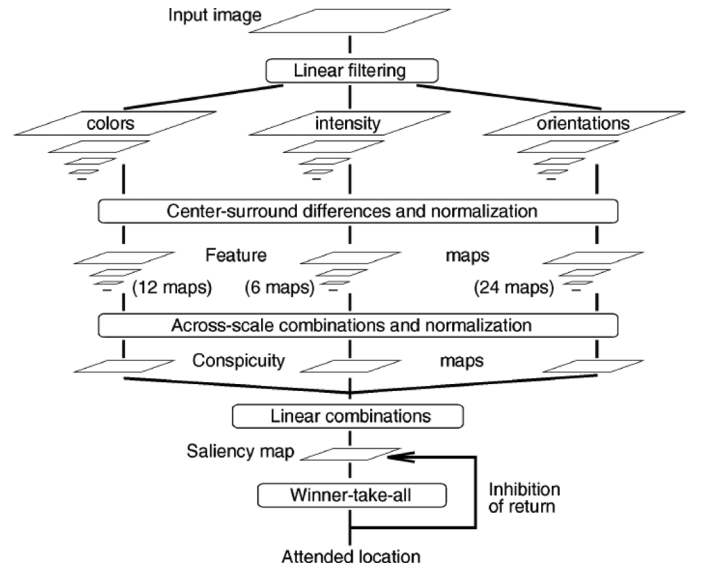 Input image
Linear filtering
colors
intensity
orientations
Center-surround differences and normalization
Feature maps
(12 maps)
(6 maps)
(24 maps)
Across-scale combinations and normalization
Conspicuity maps
Linear combinations
Saliency map
Winner-take-all
Inhibition
of return
Attended location